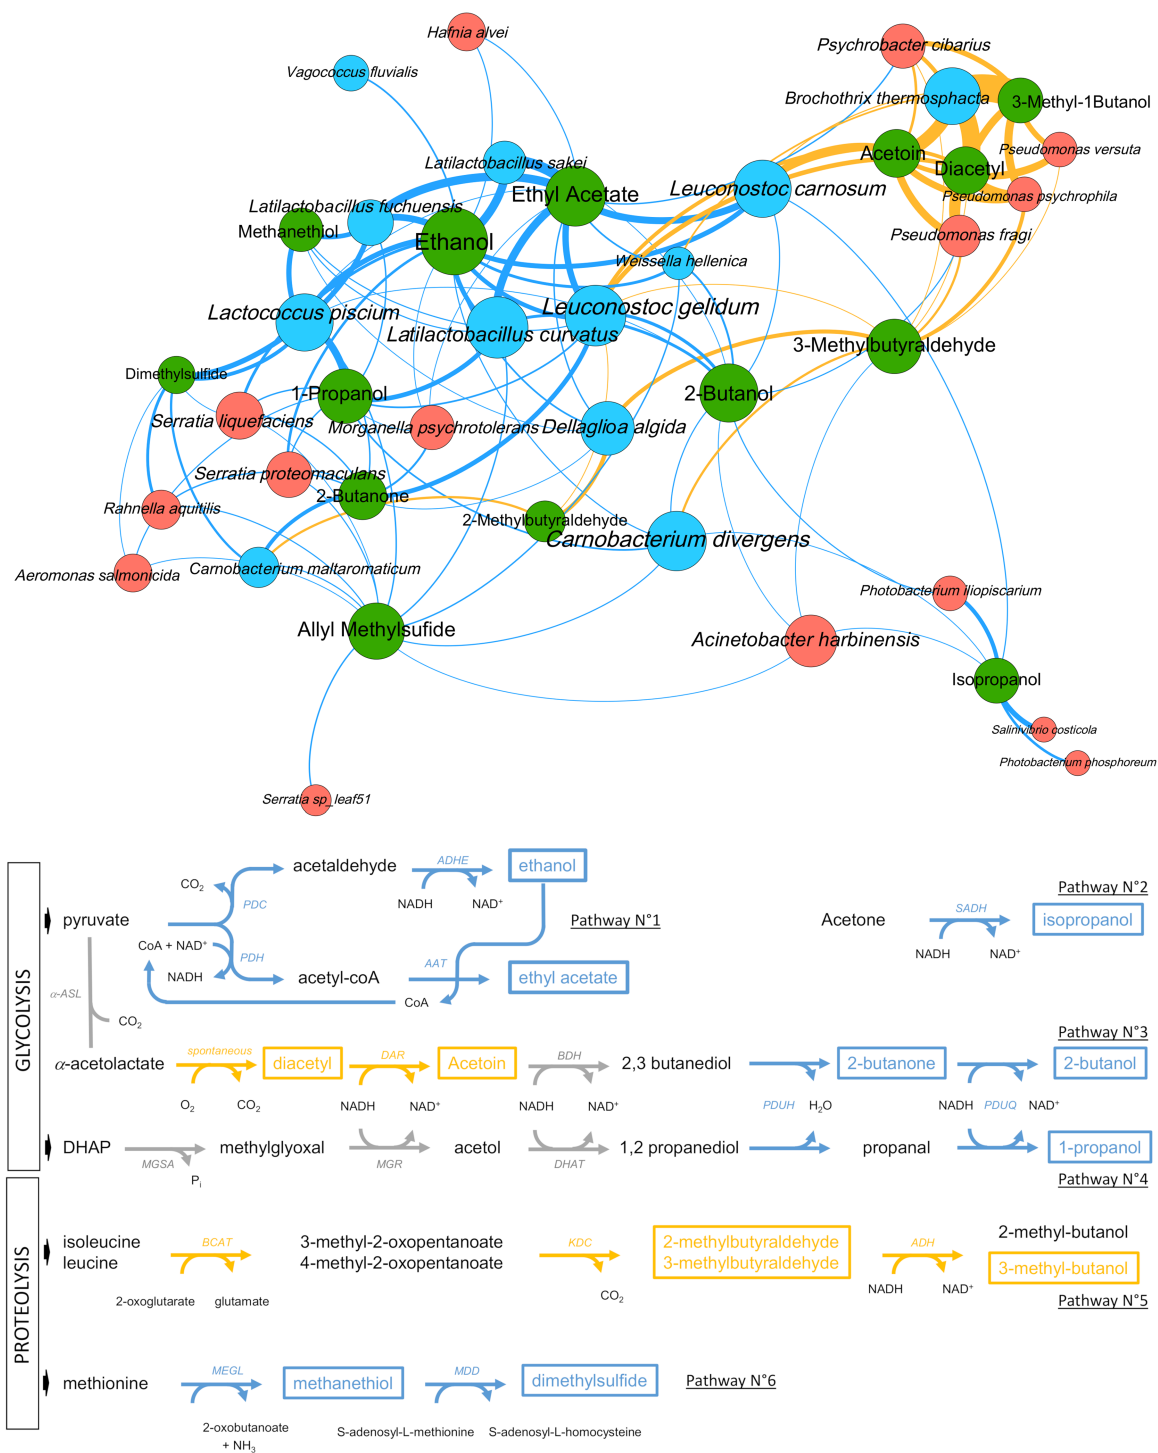 Hafnia alvei
Psychrobacter cibarius
Vagococcus fluvialis
Brochothrix thermosphacta
3-Methyl-1Butanol
Latilactobacillus sakei
Acetoin
Pseudomonas versuta
Diacetyl
Ethyl Acetate
Leuconostoc carnosum
Pseudomonas psychrophila
Latilactobacillus fuchuensis
Methanethiol
Ethanol
Pseudomonas fragi
Weissella hellenica
Lactococcus piscium
Leuconostoc gelidum
Latilactobacillus curvatus
3-Methylbutyraldehyde
Dimethylsulfide
1-Propanol
2-Butanol
Serratia liquefaciens
Morganella psychrotolerans
Dellaglioa algida
Serratia proteomaculans
2-Butanone
Rahnella aquitilis
2-Methylbutyraldehyde
Carnobacterium divergens
Aeromonas salmonicida
Carnobacterium maltaromaticum
Photobacterium iliopiscarium
Allyl Methylsufide
Acinetobacter harbinensis
Isopropanol
Salinivibrio costicola
Photobacterium phosphoreum
Serratia sp_leaf51
GLYCOLYSIS
acetaldehyde
ADHE
ethanol
CO2
PDC
NADH
NAD+
Pathway N°1
pyruvate
CoA + NAD+
PDH
NADH
acetyl-coA
AAT
ethyl acetate
CoA
Pathway N°2
Acetone
SADH
isopropanol
NADH
NAD+
α-ASL
CO2
Pathway N°3
α-acetolactate
spontaneous
diacetyl
DAR
Acetoin
BDH
2,3 butanediol
2-butanone
2-butanol
O2
CO2
NADH
NAD+
NADH
NAD+
PDUH
H2O
NADH
PDUQ
NAD+
DHAP
MGSA
Pi
methylglyoxal
MGR
acetol
DHAT
1,2 propanediol
propanal
1-propanol
Pathway N°4
PROTEOLYSIS
isoleucine
leucine
BCAT
2-oxoglutarate
glutamate
3-methyl-2-oxopentanoate
4-methyl-2-oxopentanoate
KDC
CO2
2-methylbutyraldehyde
3-methylbutyraldehyde
ADH
NADH
NAD+
2-methyl-butanol
3-methyl-butanol
Pathway N°5
methionine
MEGL
2-oxobutanoate
+ NH3
methanethiol
MDD
S-adenosyl-L-methionine
S-adenosyl-L-homocysteine
dimethylsulfide
Pathway N°6